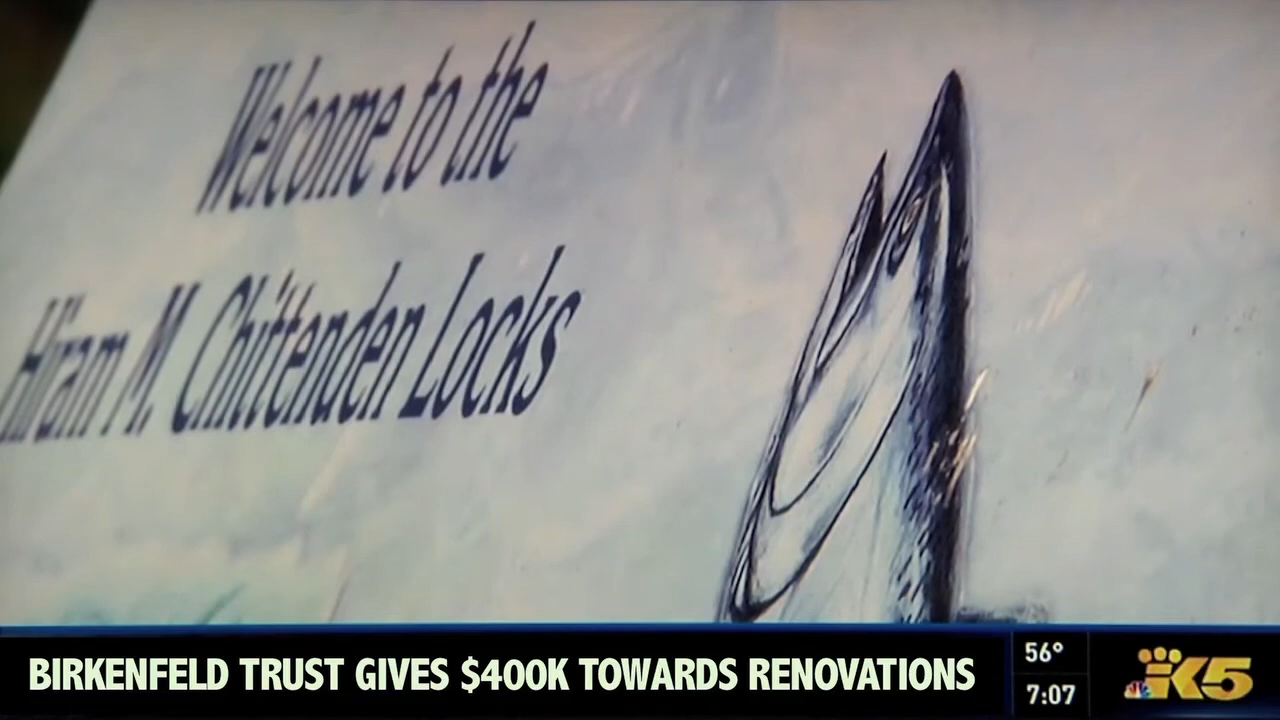 Welcome to the
Hiram M. Chittenden Locks
BIRKENFELD TRUST GIVES $400K TOWARDS RENOVATIONS
56°
7:07
K5